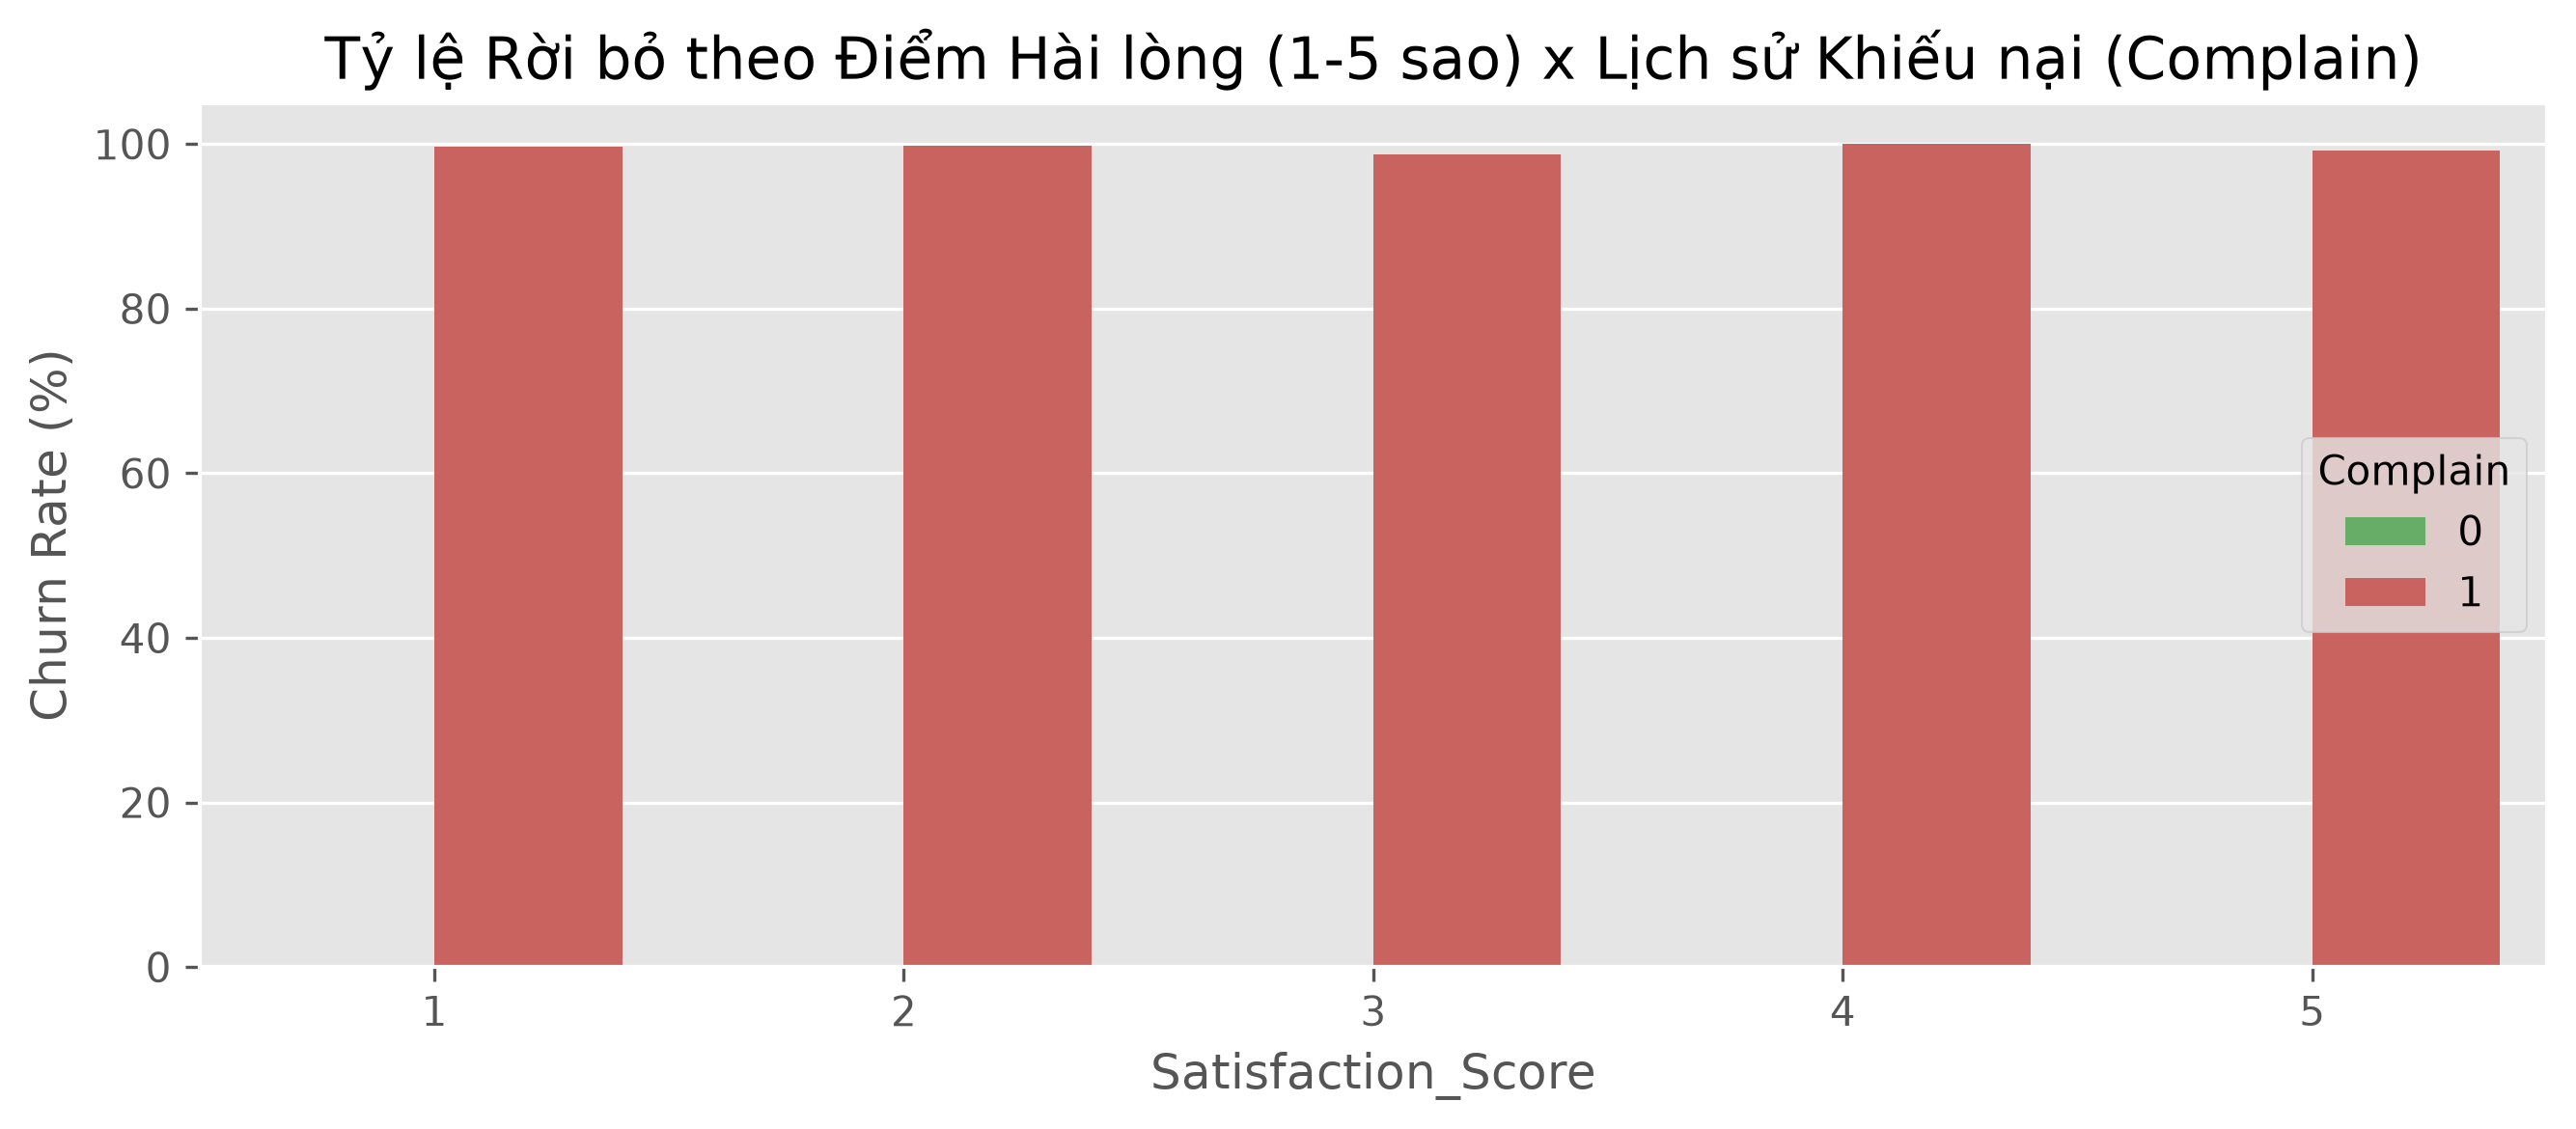 Tỷ lệ Rời bỏ theo Điểm Hài lòng (1-5 sao) x Lịch sử Khiếu nại (Complain)
Churn Rate (%)
100
80
60
40
20
0
Complain
0
1
1 2 3 4 5
Satisfaction_Score